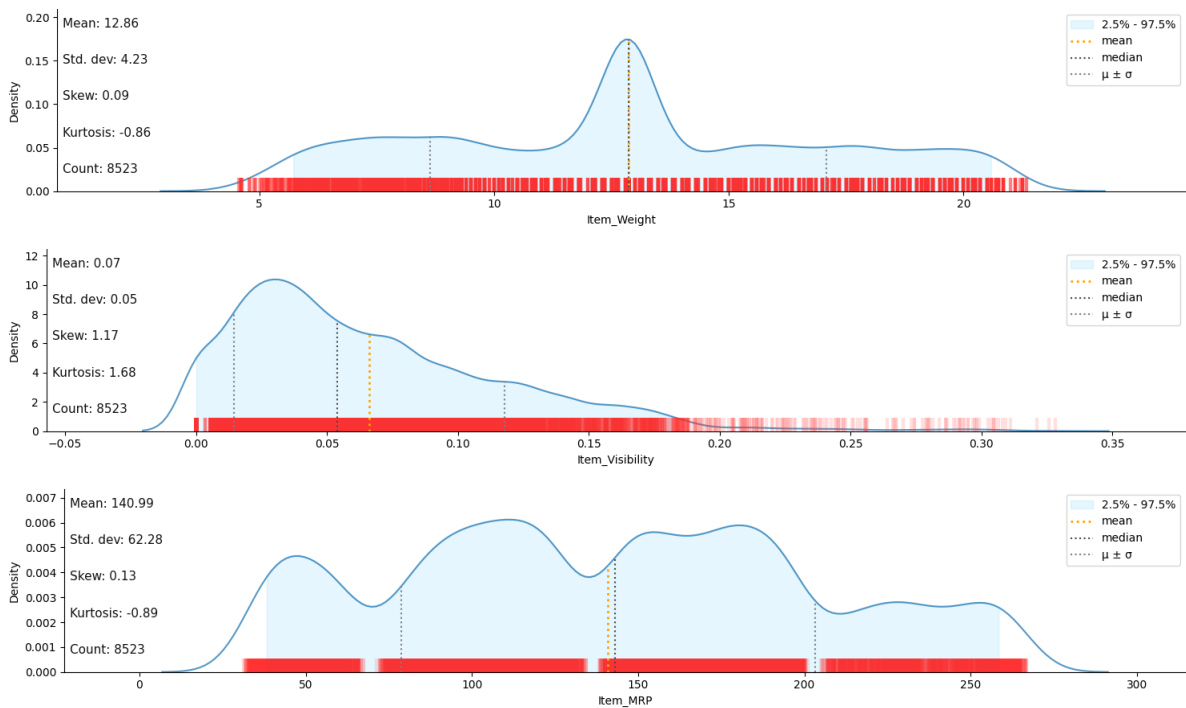 0.20
0.15
0.10
0.05
0.00
Density
Mean: 12.86
Std. dev: 4.23
Skew: 0.09
Kurtosis: -0.86
Count: 8523
2.5% - 97.5%
mean
median
μ ± σ
5 10 15 20
Item_Weight
12
10
8
6
4
2
0
Density
Mean: 0.07
Std. dev: 0.05
Skew: 1.17
Kurtosis: 1.68
Count: 8523
2.5% - 97.5%
mean
median
μ ± σ
−0.05 0.00 0.05 0.10 0.15 0.20 0.25 0.30 0.35
Item_Visibility
0.007
0.006
0.005
0.004
0.003
0.002
0.001
0.000
Density
Mean: 140.99
Std. dev: 62.28
Skew: 0.13
Kurtosis: -0.89
Count: 8523
2.5% - 97.5%
mean
median
μ ± σ
0 50 100 150 200 250 300
Item_MRP